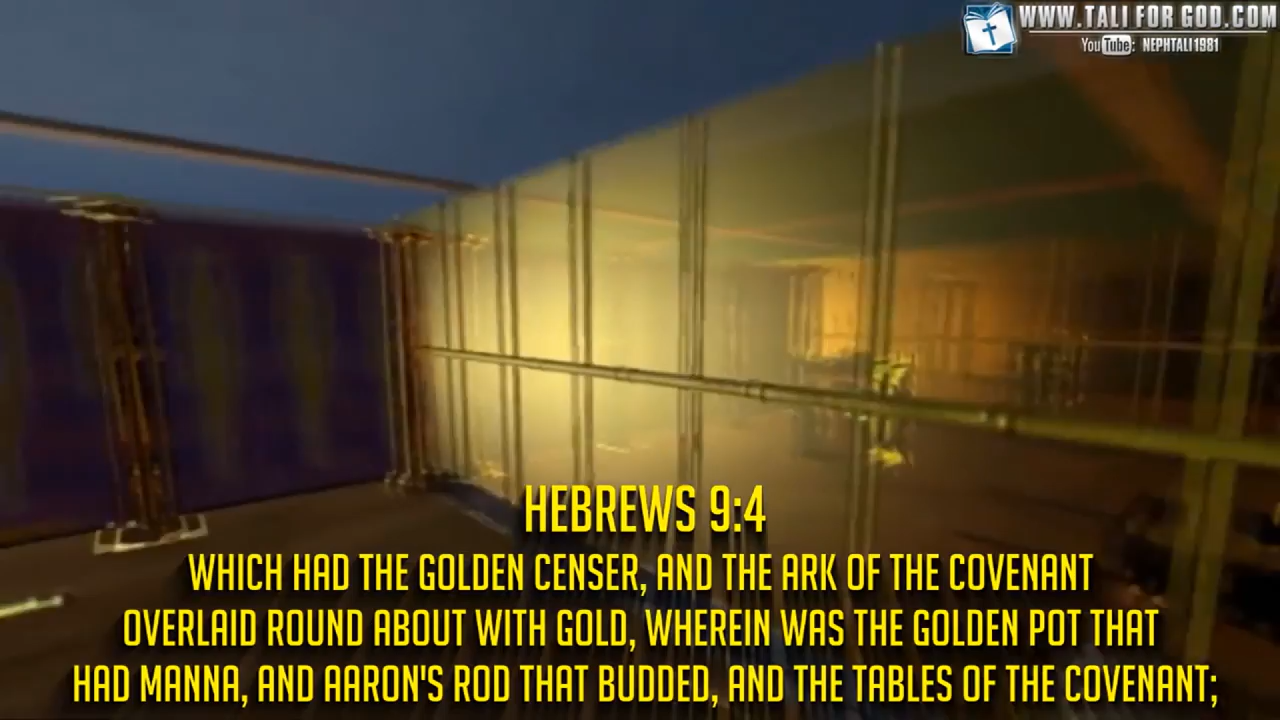 WWW.TALI FOR GOD.COM
YouTube: NEPHTALI1981
HEBREWS 9:4
WHICH HAD THE GOLDEN CENSER, AND THE ARK OF THE COVENANT
OVERLAID ROUND ABOUT WITH GOLD, WHEREIN WAS THE GOLDEN POT THAT
HAD MANNA, AND AARON'S ROD THAT BUDDED, AND THE TABLES OF THE COVENANT;